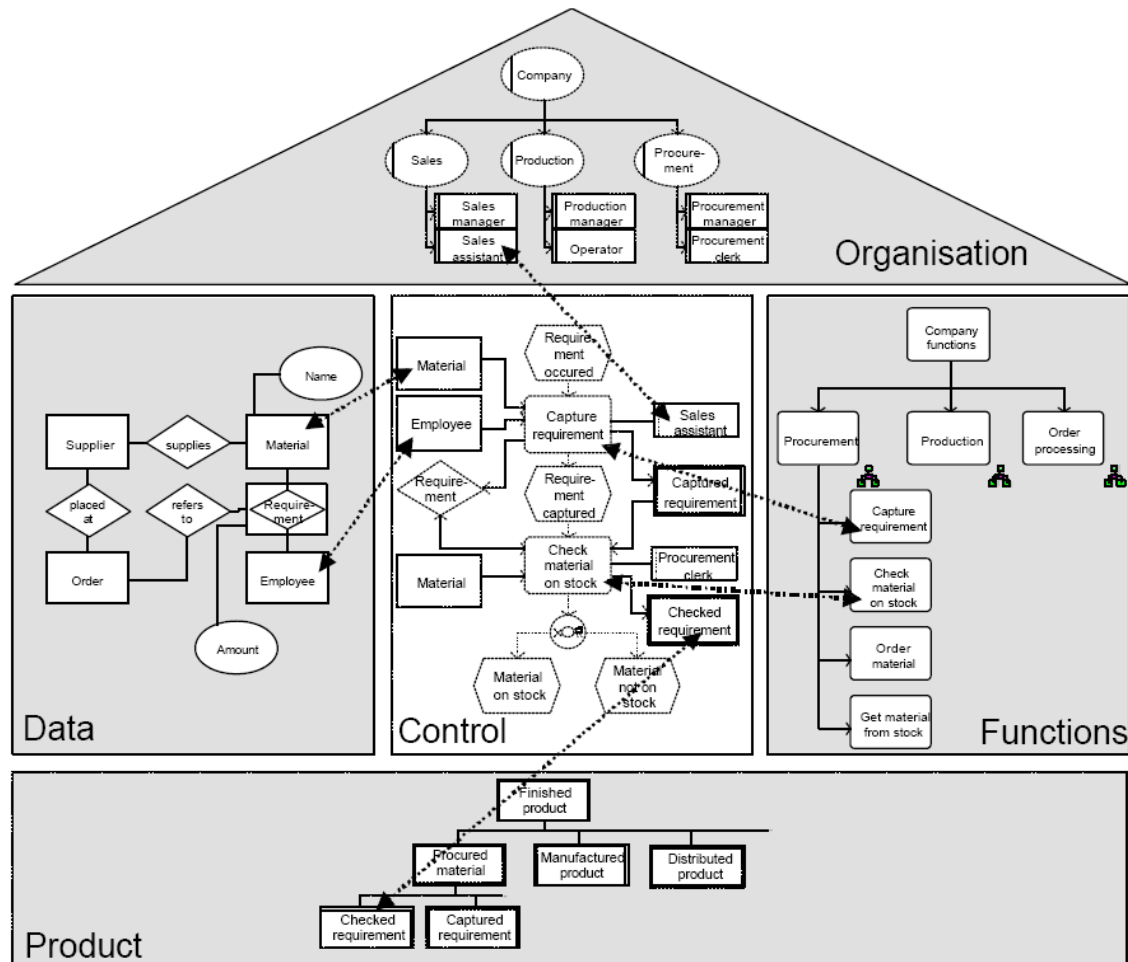 Company
Sales
Production
Procure-
ment
Sales
manager
Sales
assistant
Production
manager
Operator
Procurement
manager
Procurement
clerk
Organisation
Name
Supplier
supplies
Material
placed
at
refers
to
Require-
ment
Order
Employee
Amount
Data
Material
Employee
Require-
ment
Material
Require-
ment
occured
Capture
requirement
Require-
ment
captured
Check
material
on stock
Sales
assistant
Captured
requirement
Procurement
clerk
Checked
requirement
Material
on stock
Material
not on
stock
Control
Company
functions
Procurement
Production
Order
processing
Capture
requirement
Check
material
on stock
Order
material
Get material
from stock
Functions
Finished
product
Procured
material
Manufactured
product
Distributed
product
Checked
requirement
Captured
requirement
Product